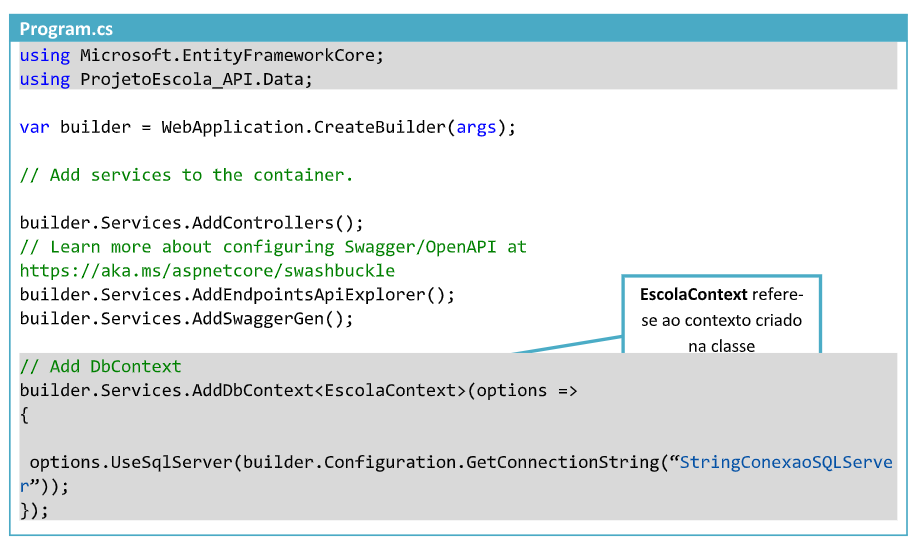 Program.cs
using Microsoft.EntityFrameworkCore;
using ProjetoEscola_API.Data;
var builder = WebApplication.CreateBuilder(args);
// Add services to the container.
builder.Services.AddControllers();
// Learn more about configuring Swagger/OpenAPI at
https://aka.ms/aspnetcore/swashbuckle
builder.Services.AddEndpointsApiExplorer();
builder.Services.AddSwaggerGen();
EscolaContext refere-
se ao contexto criado
na classe
// Add DbContext
builder.Services.AddDbContext<EscolaContext>(options =>
{
options.UseSqlServer(builder.Configuration.GetConnectionString(“StringConexaoSQLServe
r”));
});